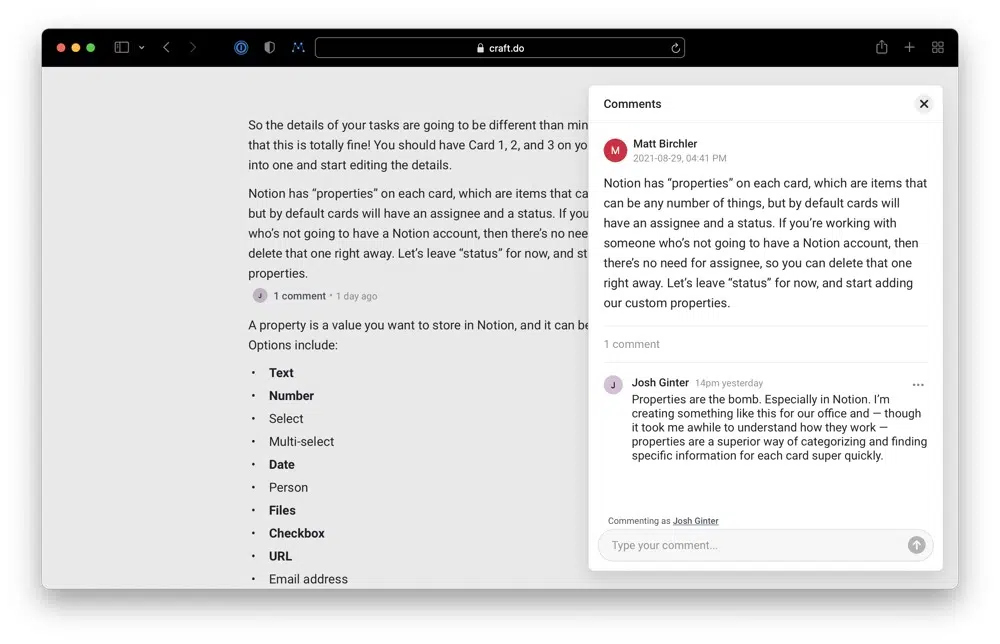 craft.do
So the details of your tasks are going to be different than min
that this is totally fine! You should have Card 1, 2, and 3 on yo
into one and start editing the details.
Notion has “properties” on each card, which are items that ca
but by default cards will have an assignee and a status. If you
who’s not going to have a Notion account, then there’s no nee
delete that one right away. Let’s leave “status” for now, and st
properties.
J 1 comment • 1 day ago
A property is a value you want to store in Notion, and it can be
Options include:
• Text
• Number
• Select
• Multi-select
• Date
• Person
• Files
• Checkbox
• URL
• Email address
Comments
M Matt Birchler
2021-08-29, 04:41 PM
Notion has “properties” on each card, which are items that
can be any number of things, but by default cards will
have an assignee and a status. If you’re working with
someone who’s not going to have a Notion account, then
there’s no need for assignee, so you can delete that one
right away. Let’s leave “status” for now, and start adding
our custom properties.
1 comment
J Josh Ginter 14pm yesterday
Properties are the bomb. Especially in Notion. I’m
creating something like this for our office and — though
it took me awhile to understand how they work —
properties are a superior way of categorizing and finding
specific information for each card super quickly.
Commenting as Josh Ginter
Type your comment...